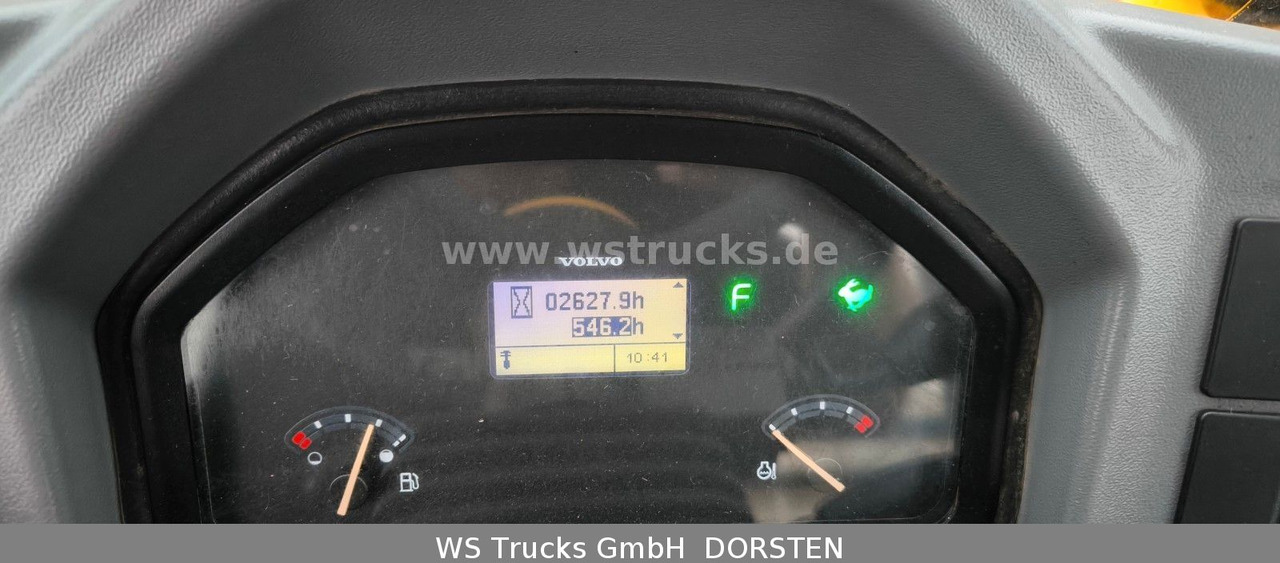 www.wstrucks.de
VOLVO
02627.9h
546.2h
10:41
F
WS Trucks GmbH DORSTEN